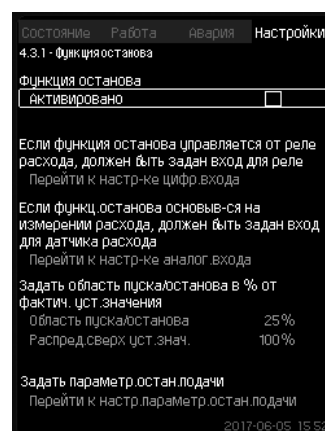 Состояние Работа Авария Настройки
4.3.1 - Функция останова
Функция останова
Активировано
Если функция останова управляется от реле
расхода, должен быть задан вход для реле
Перейти к настр-ке цифр.входа
Если функц.останова основыв-ся на
измерении расхода, должен быть задан вход
для датчика расхода
Перейти к настр-ке аналог.входа
Задать область пуска/останова в % от
фактич. уст.значения
Область пуска/останова 25%
Распред.сверх уст.знач. 100%
Задать параметр.остан.подачи
Перейти к настр.параметр.остан.подачи
2017-06-05 15:52